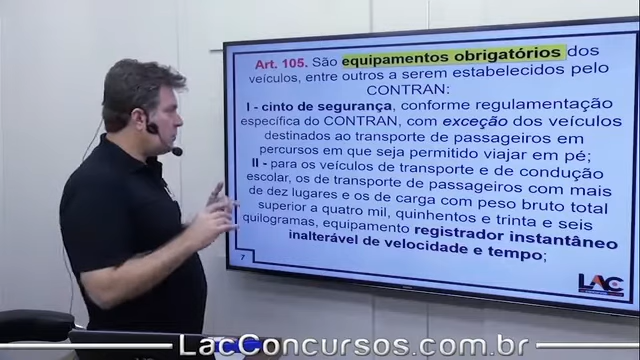 Art. 105. São equipamentos obrigatórios dos
veículos, entre outros a serem estabelecidos pelo
CONTRAN:
I - cinto de segurança, conforme regulamentação
específica do CONTRAN, com exceção dos veículos
destinados ao transporte de passageiros em
percursos em que seja permitido viajar em pé;
II - para os veículos de transporte e de condução
escolar, os de transporte de passageiros com mais
de dez lugares e os de carga com peso bruto total
superior a quatro mil, quinhentos e trinta e seis
quilogramas, equipamento registrador instantâneo
inalterável de velocidade e tempo;
7
LAC
LacConcursos.com.br